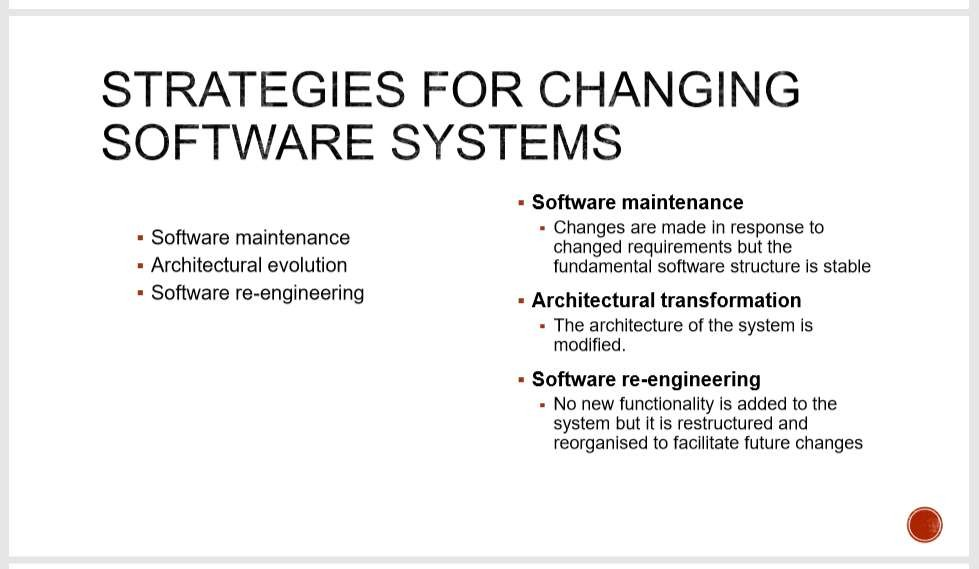 STRATEGIES FOR CHANGING
SOFTWARE SYSTEMS
▪ Software maintenance
▪ Architectural evolution
▪ Software re-engineering
▪ Software maintenance
▪ Changes are made in response to
changed requirements but the
fundamental software structure is stable
▪ Architectural transformation
▪ The architecture of the system is
modified.
▪ Software re-engineering
▪ No new functionality is added to the
system but it is restructured and
reorganised to facilitate future changes